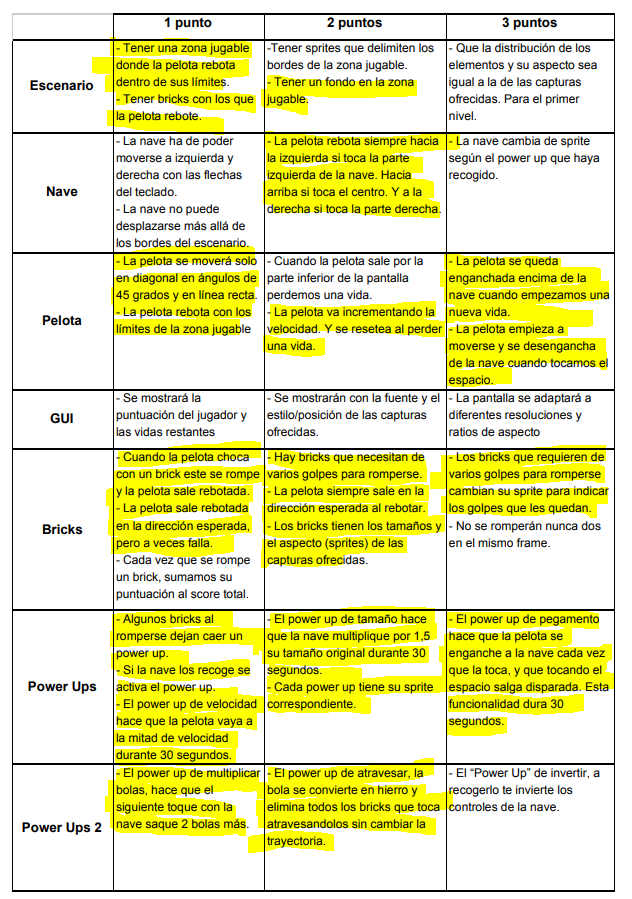 1 punto
2 puntos
3 puntos
Escenario
- Tener una zona jugable
donde la pelota rebota
dentro de sus límites.
- Tener bricks con los que
la pelota rebote.
-Tener sprites que delimiten los
bordes de la zona jugable.
- Tener un fondo en la zona
jugable.
- Que la distribución de los
elementos y su aspecto sea
igual a la de las capturas
ofrecidas. Para el primer
nivel.
Nave
- La nave ha de poder
moverse a izquierda y
derecha con las flechas
del teclado.
- La nave no puede
desplazarse más allá de
los bordes del escenario.
- La pelota rebota siempre hacia
la izquierda si toca la parte
izquierda de la nave. Hacia
arriba si toca el centro. Y a la
derecha si toca la parte derecha.
- La nave cambia de sprite
según el power up que haya
recogido.
Pelota
- La pelota se moverá solo
en diagonal en ángulos de
45 grados y en línea recta.
- La pelota rebota con los
límites de la zona jugable
- Cuando la pelota sale por la
parte inferior de la pantalla
perdemos una vida.
- La pelota va incrementando la
velocidad. Y se resetea al perder
una vida.
- La pelota se queda
enganchada encima de la
nave cuando empezamos una
nueva vida.
- La pelota empieza a
moverse y se desengancha
de la nave cuando tocamos el
espacio.
GUI
- Se mostrará la
puntuación del jugador y
las vidas restantes
- Se mostrarán con la fuente y el
estilo/posición de las capturas
ofrecidas.
- La pantalla se adaptará a
diferentes resoluciones y
ratios de aspecto
Bricks
- Cuando la pelota choca
con un brick este se rompe
y la pelota sale rebotada.
- La pelota sale rebotada
en la dirección esperada,
pero a veces falla.
- Cada vez que se rompe
un brick, sumamos su
puntuación al score total.
- Hay bricks que necesitan de
varios golpes para romperse.
- La pelota siempre sale en la
dirección esperada al rebotar.
- Los bricks tienen los tamaños y
el aspecto (sprites) de las
capturas ofrecidas.
- Los bricks que requieren de
varios golpes para romperse
cambian su sprite para indicar
los golpes que les quedan.
- No se romperán nunca dos
en el mismo frame.
Power Ups
- Algunos bricks al
romperse dejan caer un
power up.
- Si la nave los recoge se
activa el power up.
- El power up de velocidad
hace que la pelota vaya a
la mitad de velocidad
durante 30 segundos.
- El power up de tamaño hace
que la nave multiplique por 1,5
su tamaño original durante 30
segundos.
- Cada power up tiene su sprite
correspondiente.
- El power up de pegamento
hace que la pelota se
enganche a la nave cada vez
que la toca, y que tocando el
espacio salga disparada. Esta
funcionalidad dura 30
segundos.
Power Ups 2
- El power up de multiplicar
bolas, hace que el
siguiente toque con la
nave saque 2 bolas más.
- El power up de atravesar, la
bola se convierte en hierro y
elimina todos los bricks que toca
atravesandolos sin cambiar la
trayectoria.
- El “Power Up” de invertir, a
recogerlo te invierte los
controles de la nave.